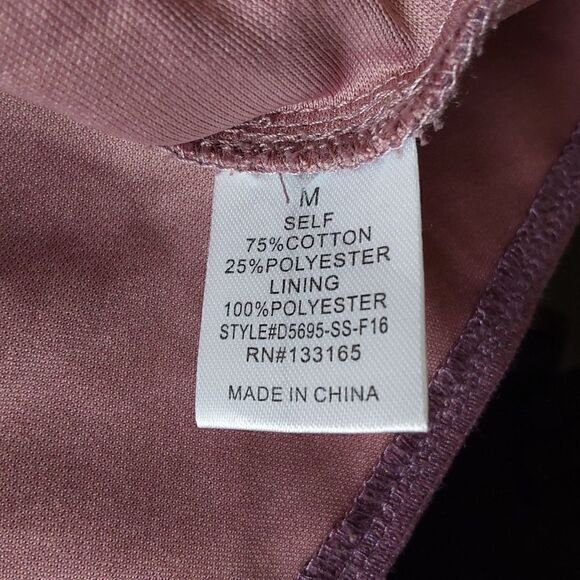 M
SELF
75%COTTON
25%POLYESTER
LINING
100%POLYESTER
STYLE#D5695-SS-F16
RN#133165
MADE IN CHINA